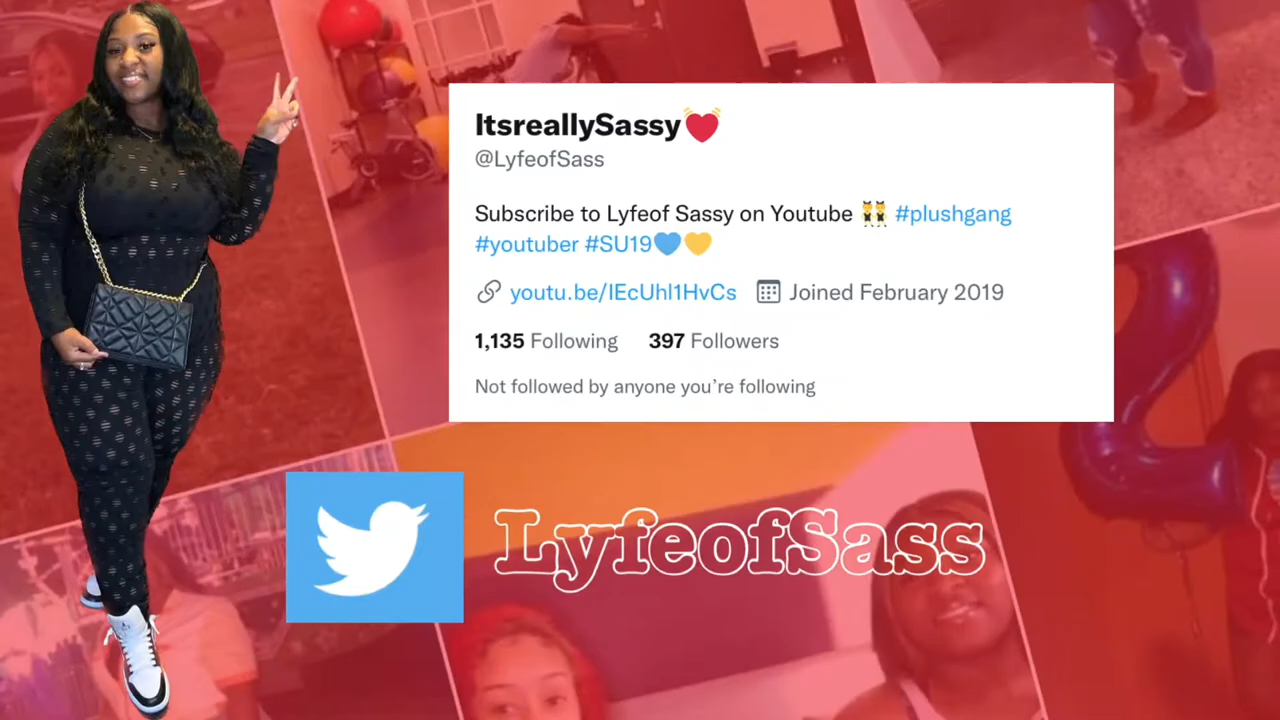 ItsreallySassy💓
@LyfeofSass
Subscribe to Lyfeof Sassy on Youtube 👯 #plushgang
#youtuber #SU19💙💛
youtu.be/IEcUhl1HvCs Joined February 2019
1,135 Following 397 Followers
Not followed by anyone you’re following
LyfeofSass